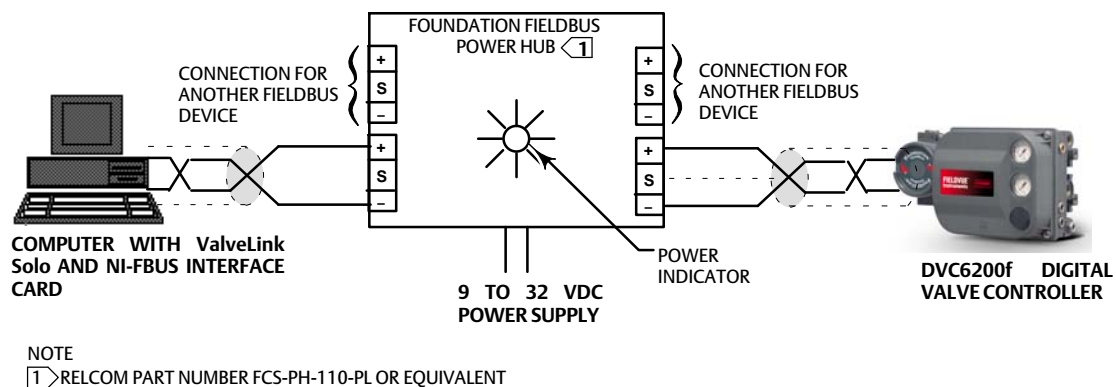 FOUNDATION FIELDBUS
POWER HUB 1
CONNECTION FOR
ANOTHER FIELDBUS
DEVICE
+
S
−
+
S
−
+
S
−
+
S
−
CONNECTION FOR
ANOTHER FIELDBUS
DEVICE
FIELDVUE
Instruments
COMPUTER WITH ValveLink
Solo AND NI-FBUS INTERFACE
CARD
9 TO 32 VDC
POWER SUPPLY
POWER
INDICATOR
DVC6200f DIGITAL
VALVE CONTROLLER
NOTE
1 RELCOM PART NUMBER FCS-PH-110-PL OR EQUIVALENT